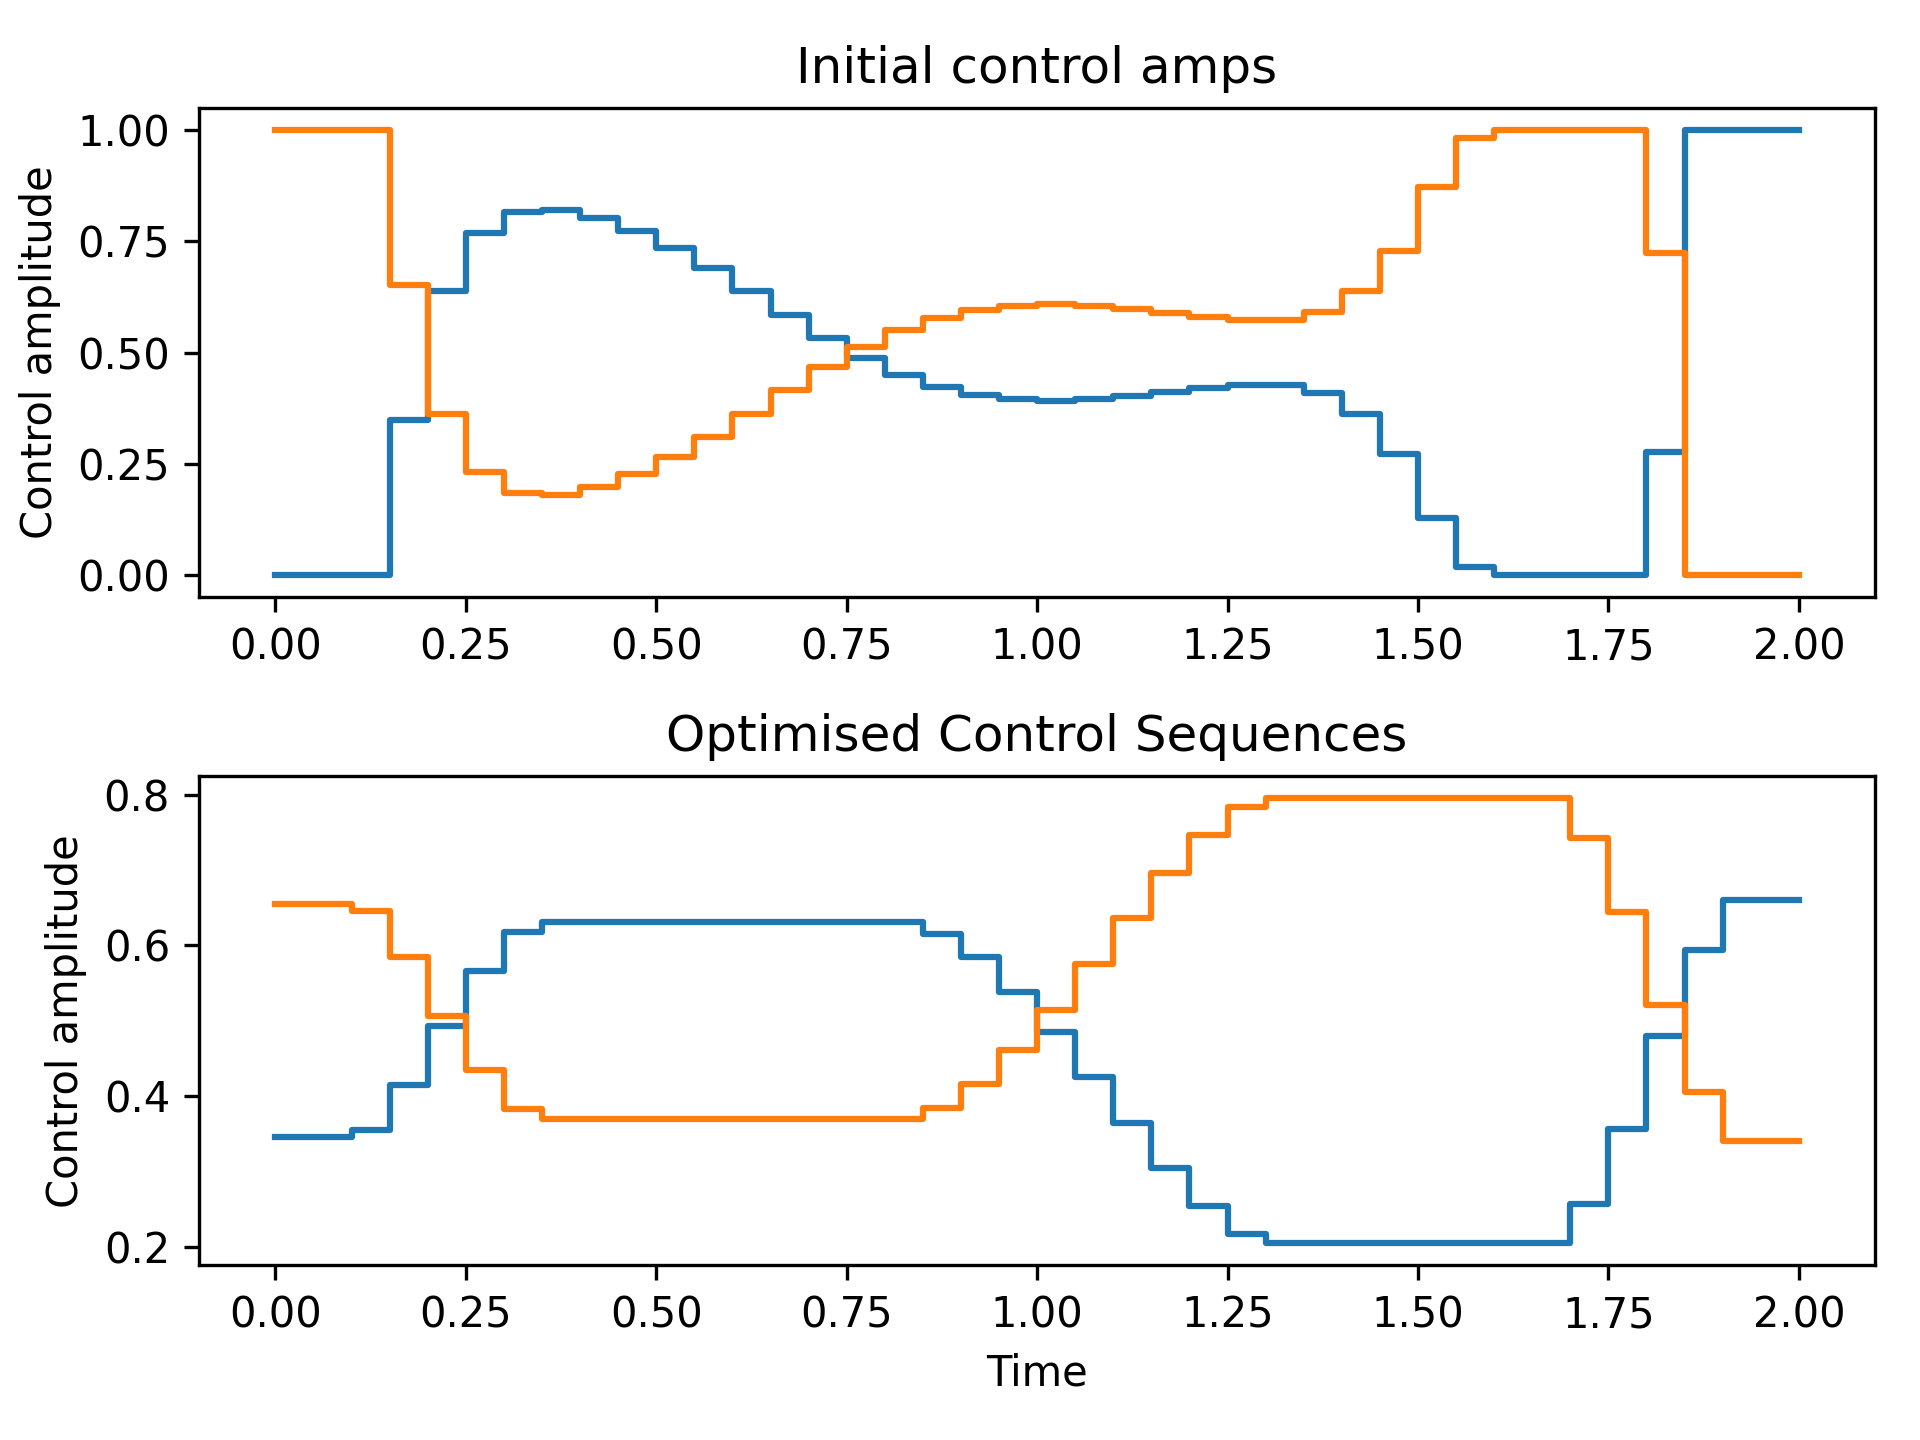 Initial control amps
Control amplitude
1.00
0.75
0.50
0.25
0.00
0.00 0.25 0.50 0.75 1.00 1.25 1.50 1.75 2.00
Optimised Control Sequences
Control amplitude
0.8
0.6
0.4
0.2
0.00 0.25 0.50 0.75 1.00 1.25 1.50 1.75 2.00
Time